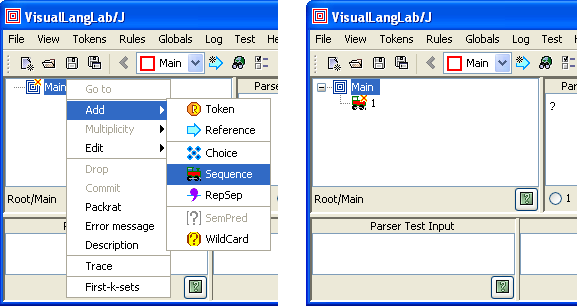 VisualLangLab/J
File View Tokens Rules Globals Log Test He
Main
Main
Parse
Go to
Add
Multiplicity
Edit
Drop
Commit
Packrat
Error message
Description
Trace
First-k-sets
Token
Reference
Choice
Sequence
RepSep
SemPred
WildCard
Root/Main
VisualLangLab/J
File View Tokens Rules Globals Log Test H
Main
Main
1
Parse
?
Root/Main
1
Parser Test Input